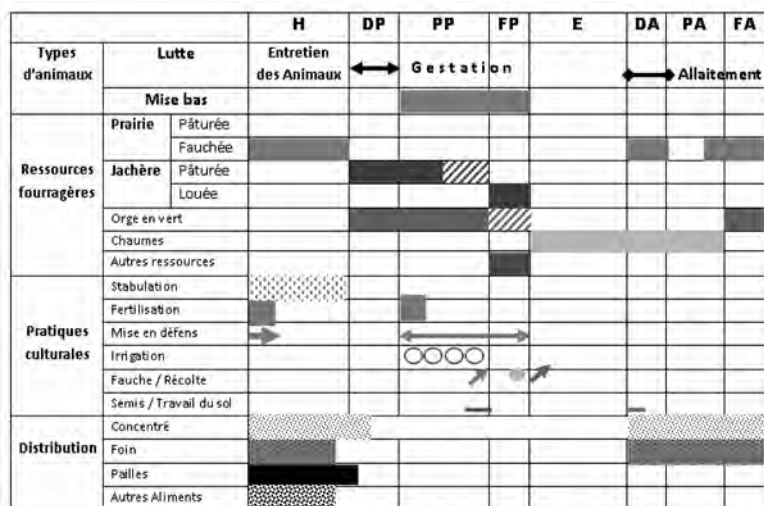 H DP PP FP E DA PA FA
Types d'animaux
Lutte
Entretien des Animaux
Gestation
Allaitement
Mise bas
Ressources fourragères
Prairie
Pâturée
Fauchée
Jachère
Pâturée
Louée
Orge en vert
Chaumes
Autres ressources
Pratiques culturales
Stabulation
Fertilisation
Mise en défens
Irrigation
Fauche / Récolte
Semis / Travail du sol
Distribution
Concentré
Foin
Pailles
Autres Aliments